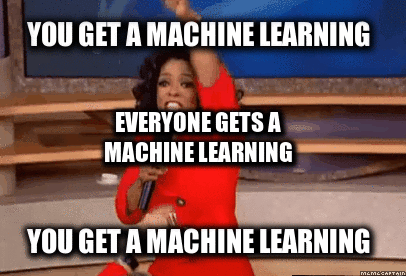 YOU GET A MACHINE LEARNING
EVERYONE GETS A
MACHINE LEARNING
YOU GET A MACHINE LEARNING